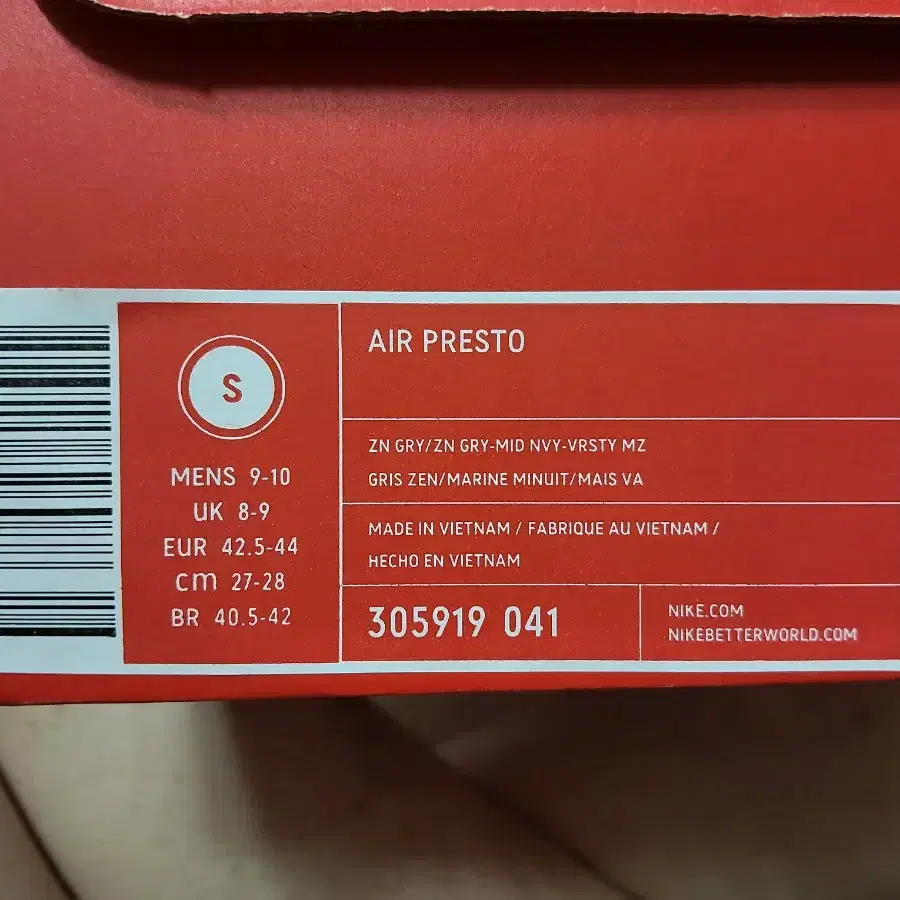 S
MENS 9-10
UK 8-9
EUR 42.5-44
cm 27-28
BR 40.5-42
AIR PRESTO
ZN GRY/ZN GRY-MID NVY-VRSTY MZ
GRIS ZEN/MARINE MINUIT/MAIS VA
MADE IN VIETNAM / FABRIQUE AU VIETNAM /
HECHO EN VIETNAM
305919 041
NIKE.COM
NIKEBETTERWORLD.COM